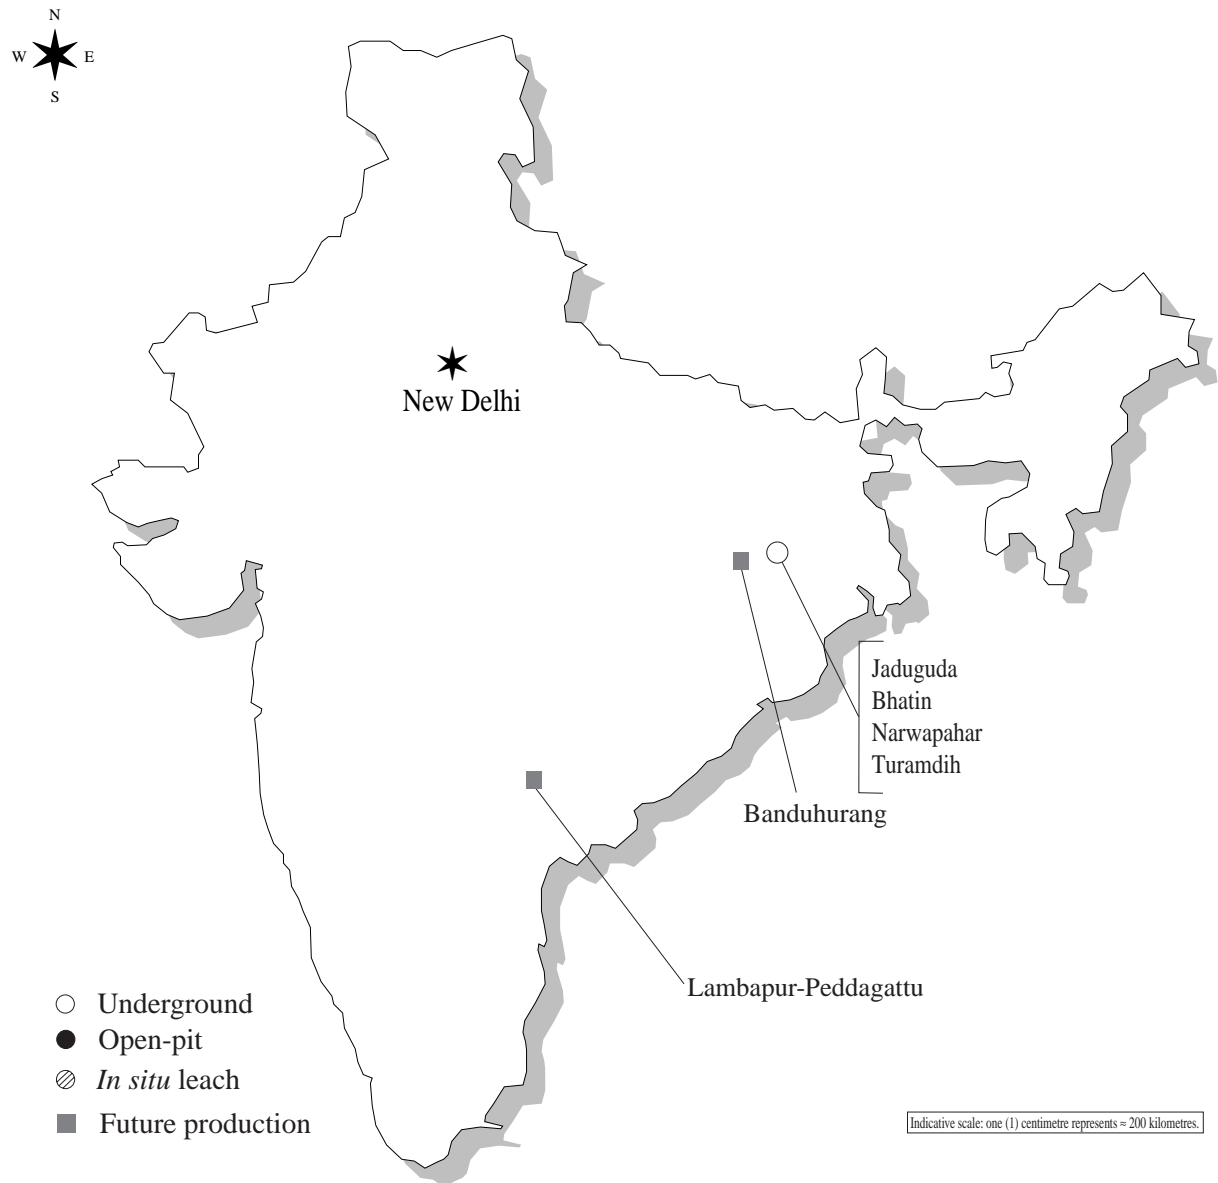 N
W E
S
New Delhi
Jaduguda
Bhatin
Narwapahar
Turamdih
Banduhurang
Lambapur-Peddagattu
Underground
Open-pit
In situ leach
Future production
Indicative scale: one (1) centimetre represents ≈ 200 kilometres.